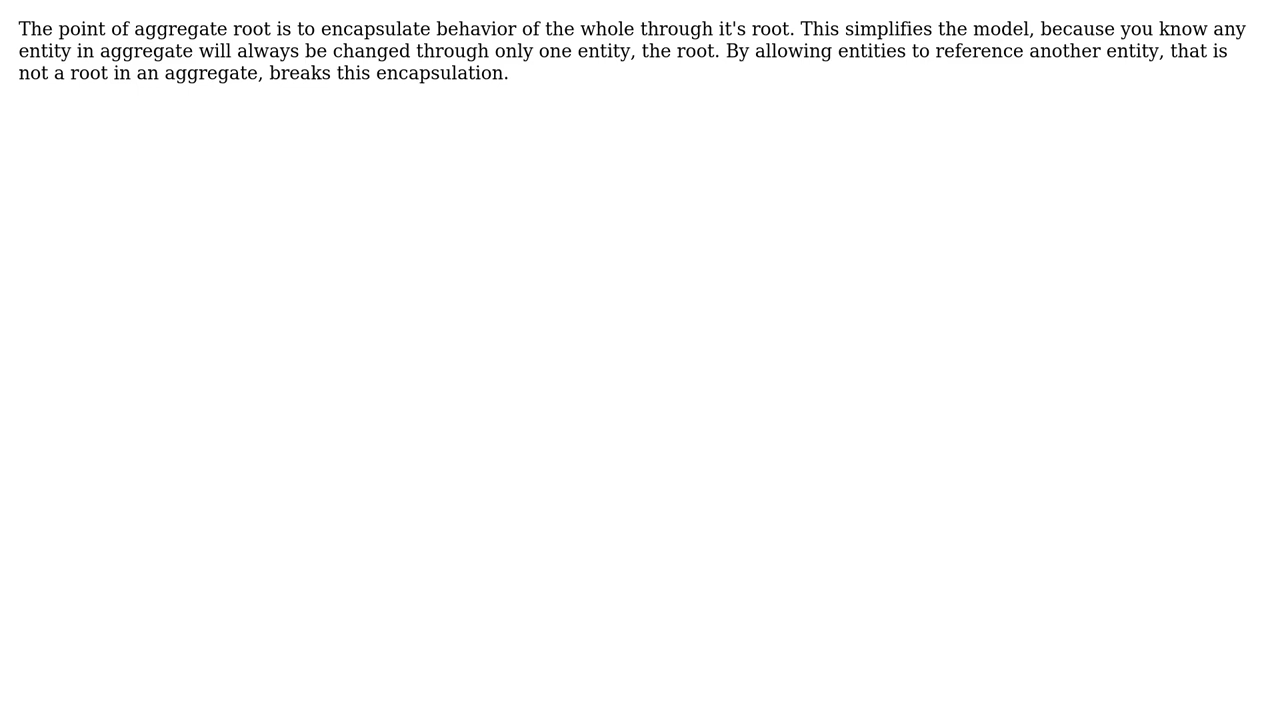 The point of aggregate root is to encapsulate behavior of the whole through it's root. This simplifies the model, because you know any
entity in aggregate will always be changed through only one entity, the root. By allowing entities to reference another entity, that is
not a root in an aggregate, breaks this encapsulation.